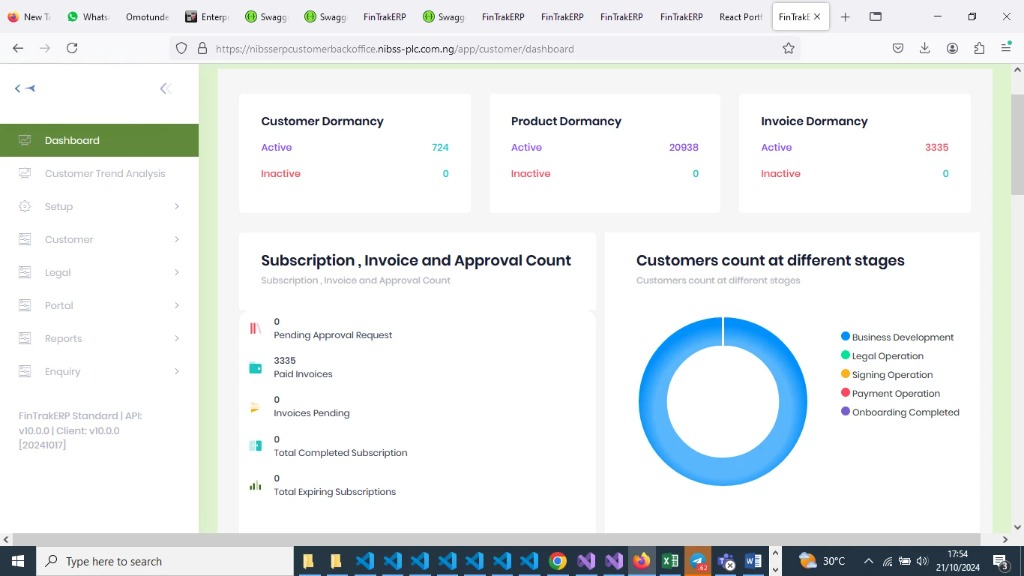 New T
Whats
Omotunde
Enterp
Swagg
Swagg
FinTrakERP
Swagg
FinTrakERP
FinTrakERP
FinTrakERP
FinTrakERP
React Port
FinTrakE
https://nibsserpcustomerbackoffice.nibss-plc.com.ng/app/customer/dashboard
Dashboard
Customer Trend Analysis
Setup
Customer
Legal
Portal
Reports
Enquiry
FinTrakERP Standard | API:
v10.0.0 | Client: v10.0.0
[20241017]
Customer Dormancy
Active 724
Inactive 0
Product Dormancy
Active 20938
Inactive 0
Invoice Dormancy
Active 3335
Inactive 0
Subscription , Invoice and Approval Count
Subscription , Invoice and Approval Count
0
Pending Approval Request
3335
Paid Invoices
0
Invoices Pending
0
Total Completed Subscription
0
Total Expiring Subscriptions
Customers count at different stages
Customers count at different stages
Business Development
Legal Operation
Signing Operation
Payment Operation
Onboarding Completed
Type here to search
30°C
17:54
21/10/2024
3